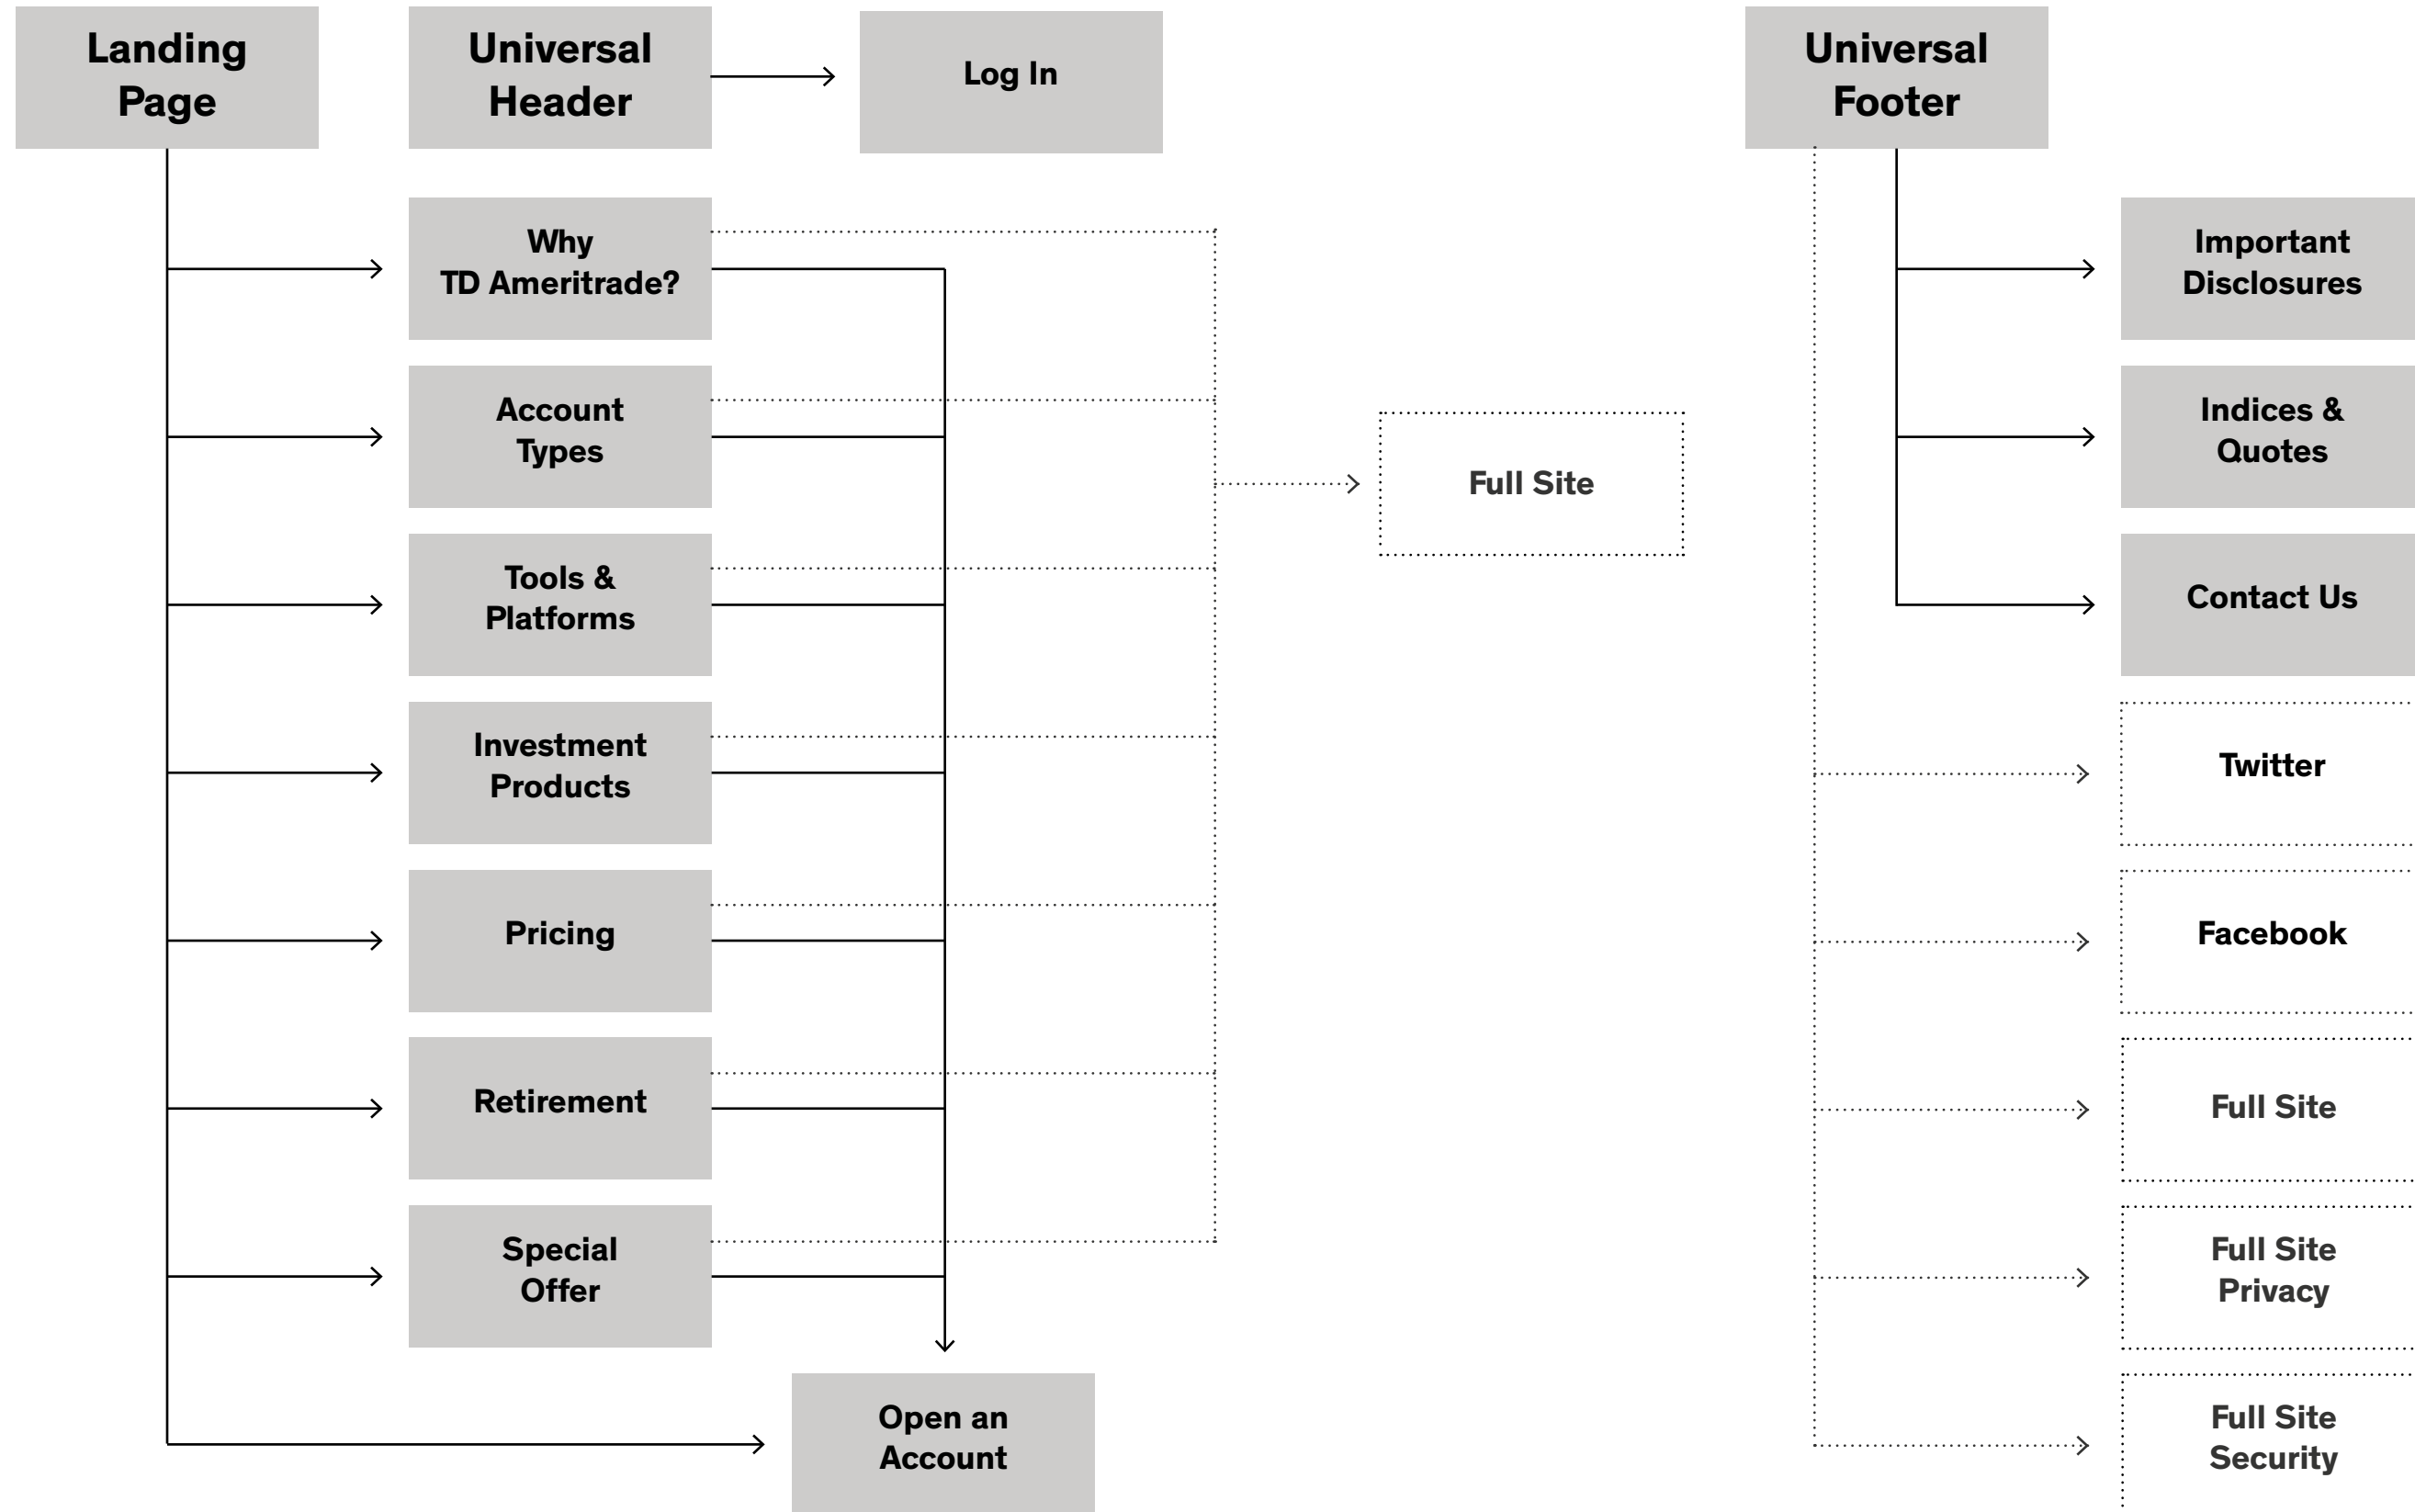 Landing
Page
Universal
Header
Log In
Universal
Footer
Why
TD Ameritrade?
Account
Types
Tools &
Platforms
Investment
Products
Pricing
Retirement
Special
Offer
Open an
Account
Full Site
Important
Disclosures
Indices &
Quotes
Contact Us
Twitter
Facebook
Full Site
Full Site
Privacy
Full Site
Security